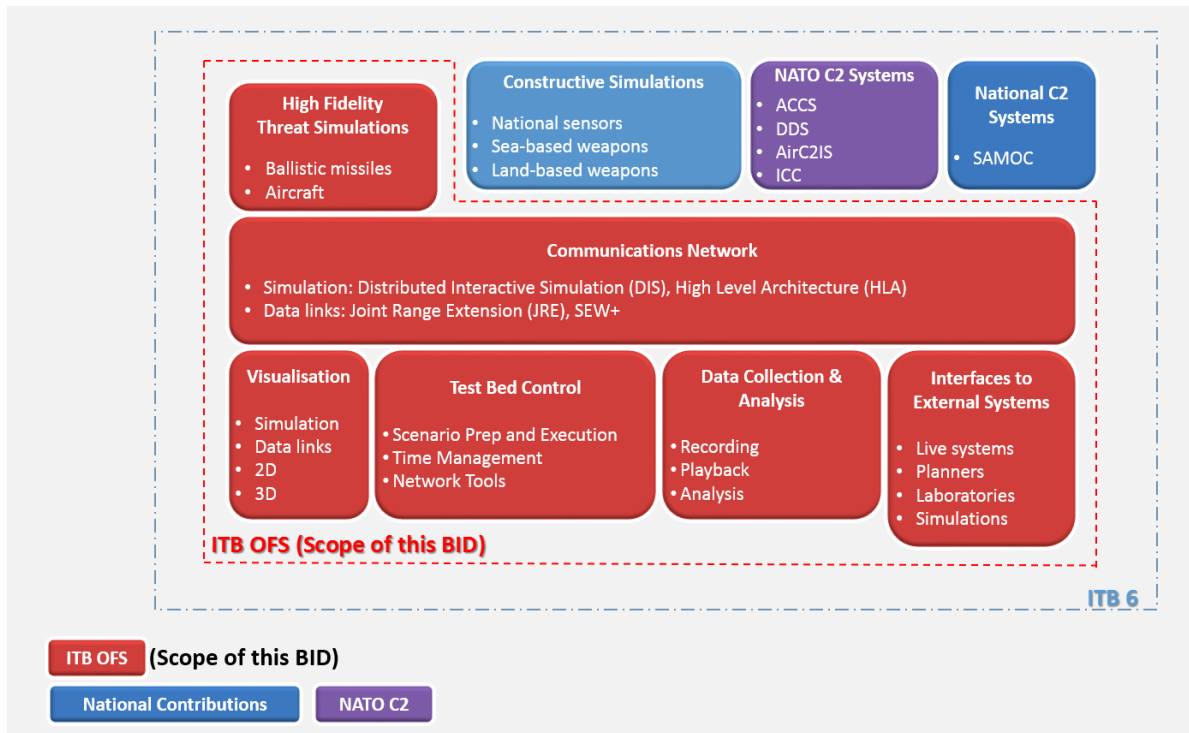 High Fidelity
Threat Simulations
• Ballistic missiles
• Aircraft
Constructive Simulations
• National sensors
• Sea-based weapons
• Land-based weapons
NATO C2 Systems
• ACCS
• DDS
• AirC2IS
• ICC
National C2
Systems
• SAMOC
Communications Network
• Simulation: Distributed Interactive Simulation (DIS), High Level Architecture (HLA)
• Data links: Joint Range Extension (JRE), SEW+
Visualisation
• Simulation
• Data links
• 2D
• 3D
Test Bed Control
• Scenario Prep and Execution
• Time Management
• Network Tools
Data Collection &
Analysis
• Recording
• Playback
• Analysis
Interfaces to
External Systems
• Live systems
• Planners
• Laboratories
• Simulations
ITB OFS (Scope of this BID)
ITB 6
ITB OFS (Scope of this BID)
National Contributions
NATO C2